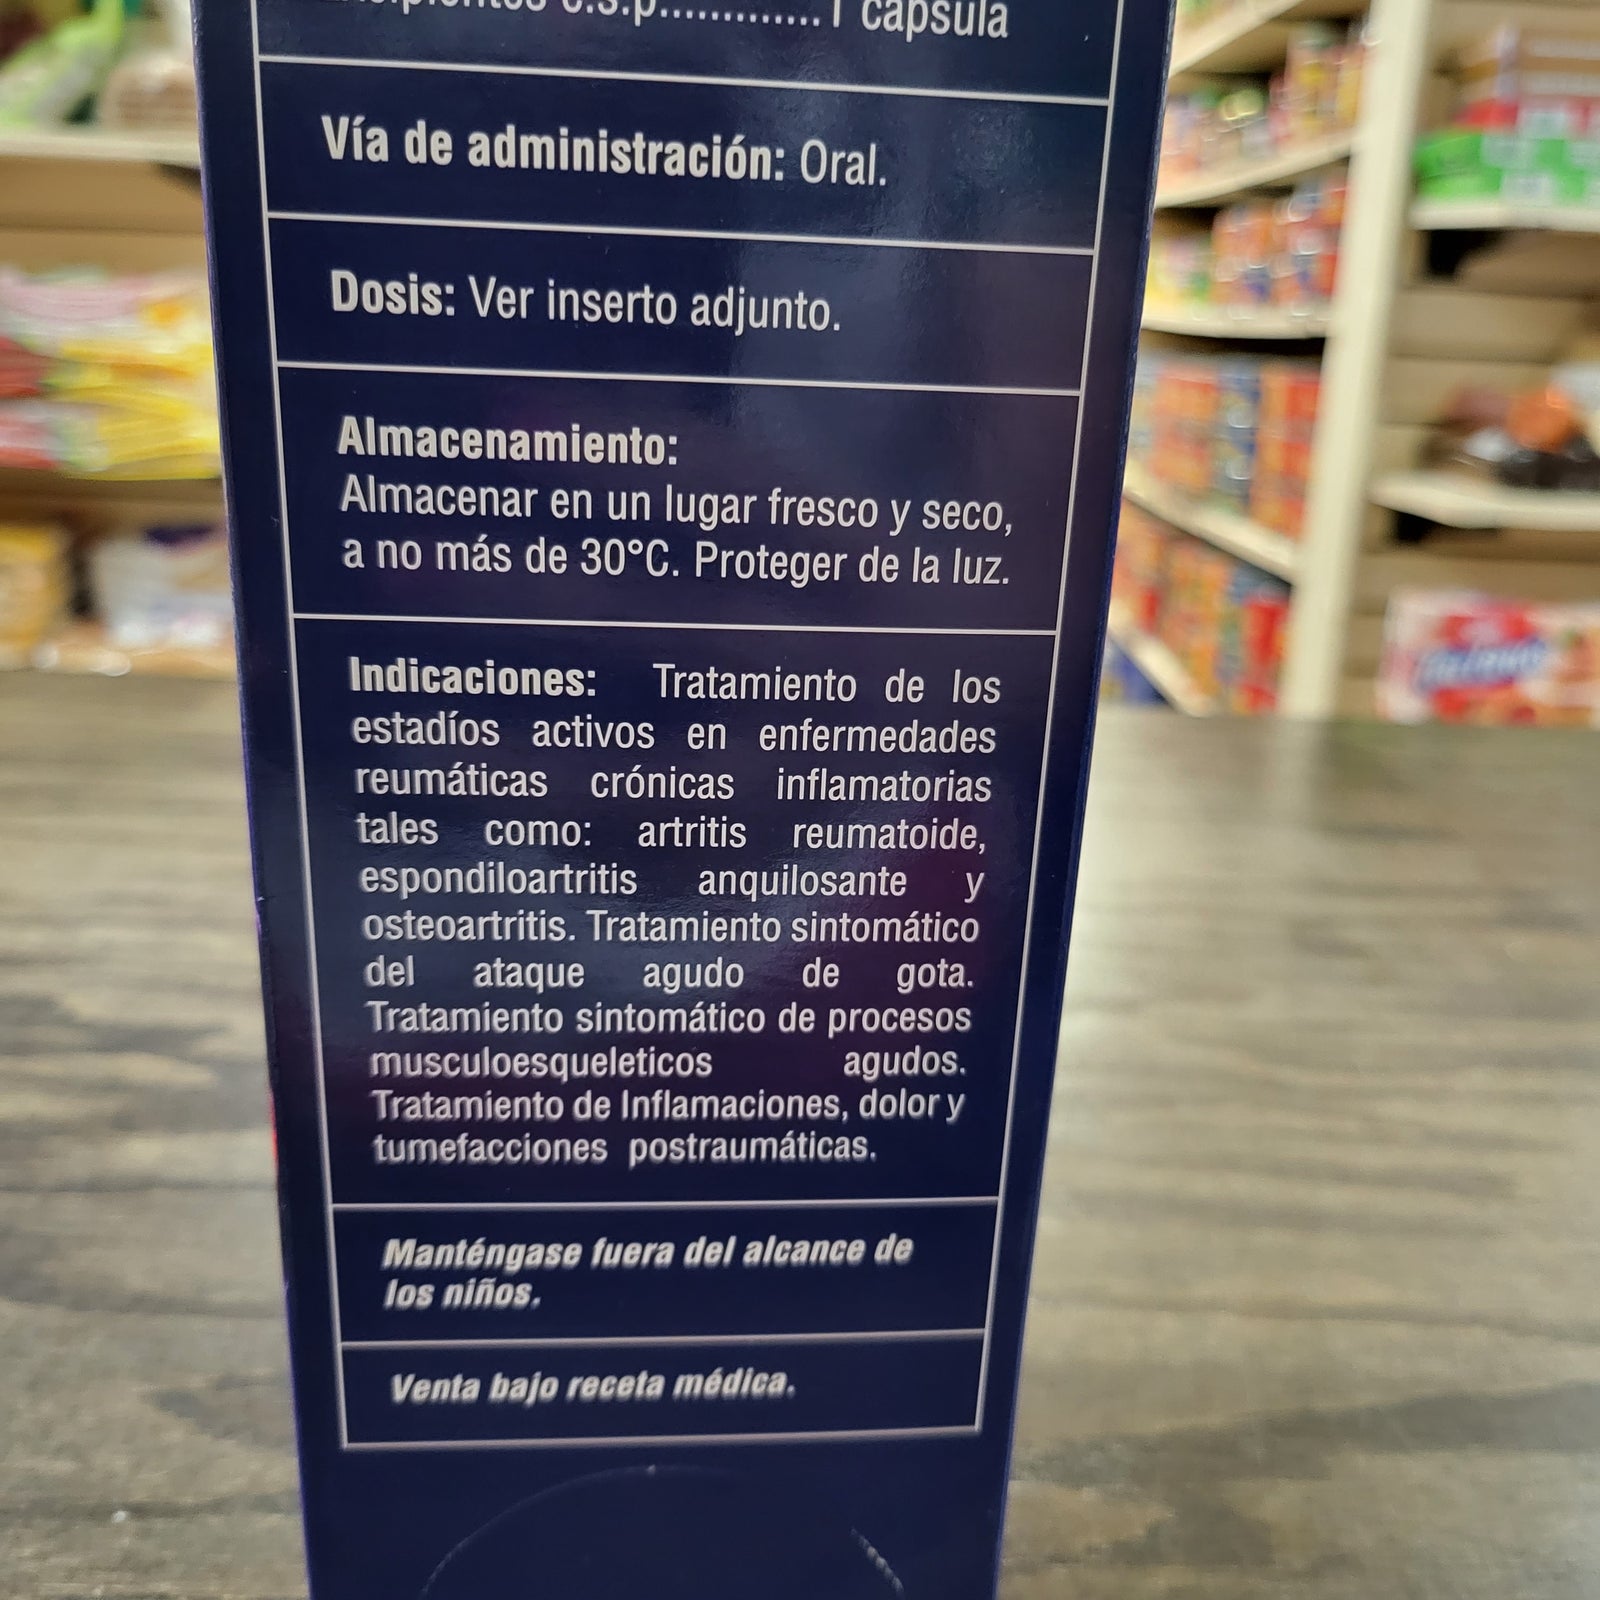 c.s.p.............1 cápsula
Vía de administración: Oral.
Dosis: Ver inserto adjunto.
Almacenamiento:
Almacenar en un lugar fresco y seco,
a no más de 30°C. Proteger de la luz.
Indicaciones: Tratamiento de los
estadíos activos en enfermedades
reumáticas crónicas inflamatorias
tales como: artritis reumatoide,
espondiloartritis anquilosante y
osteoartritis. Tratamiento sintomático
del ataque agudo de gota.
Tratamiento sintomático de procesos
musculoesqueleticos agudos.
Tratamiento de Inflamaciones, dolor y
tumefacciones postraumáticas.
Manténgase fuera del alcance de
los niños.
Venta bajo receta médica.